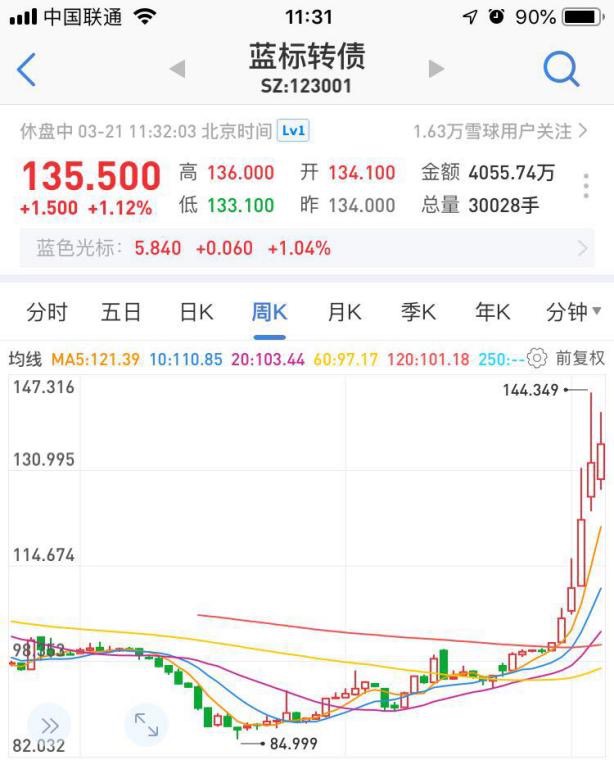 中国联通 11:31 90%
蓝标转债
SZ:123001
休盘中 03-21 11:32:03 北京时间 Lv1 1.63万雪球用户关注
135.500 高 136.000 开 134.100 金额 4055.74万
+1.500 +1.12% 低 133.100 昨 134.000 总量 30028手
蓝色光标: 5.840 +0.060 +1.04%
分时 五日 日K 周K 月K 季K 年K 分钟
均线 MA5:121.39 10:110.85 20:103.44 60:97.17 120:101.18 250:-- 前复权
147.316
144.349
130.995
114.674
98.353
84.999
82.032